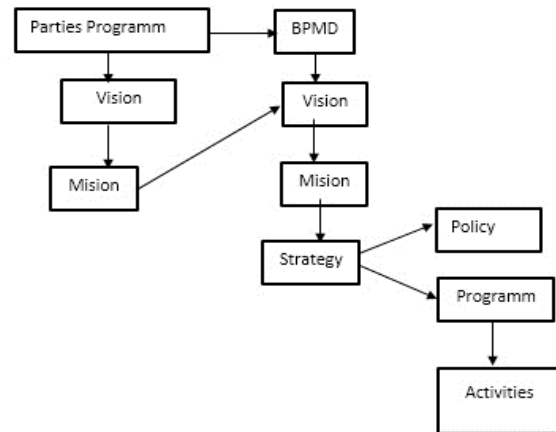 Parties Programm
BPMD
Vision
Vision
Mision
Mision
Strategy
Policy
Programm
Activities